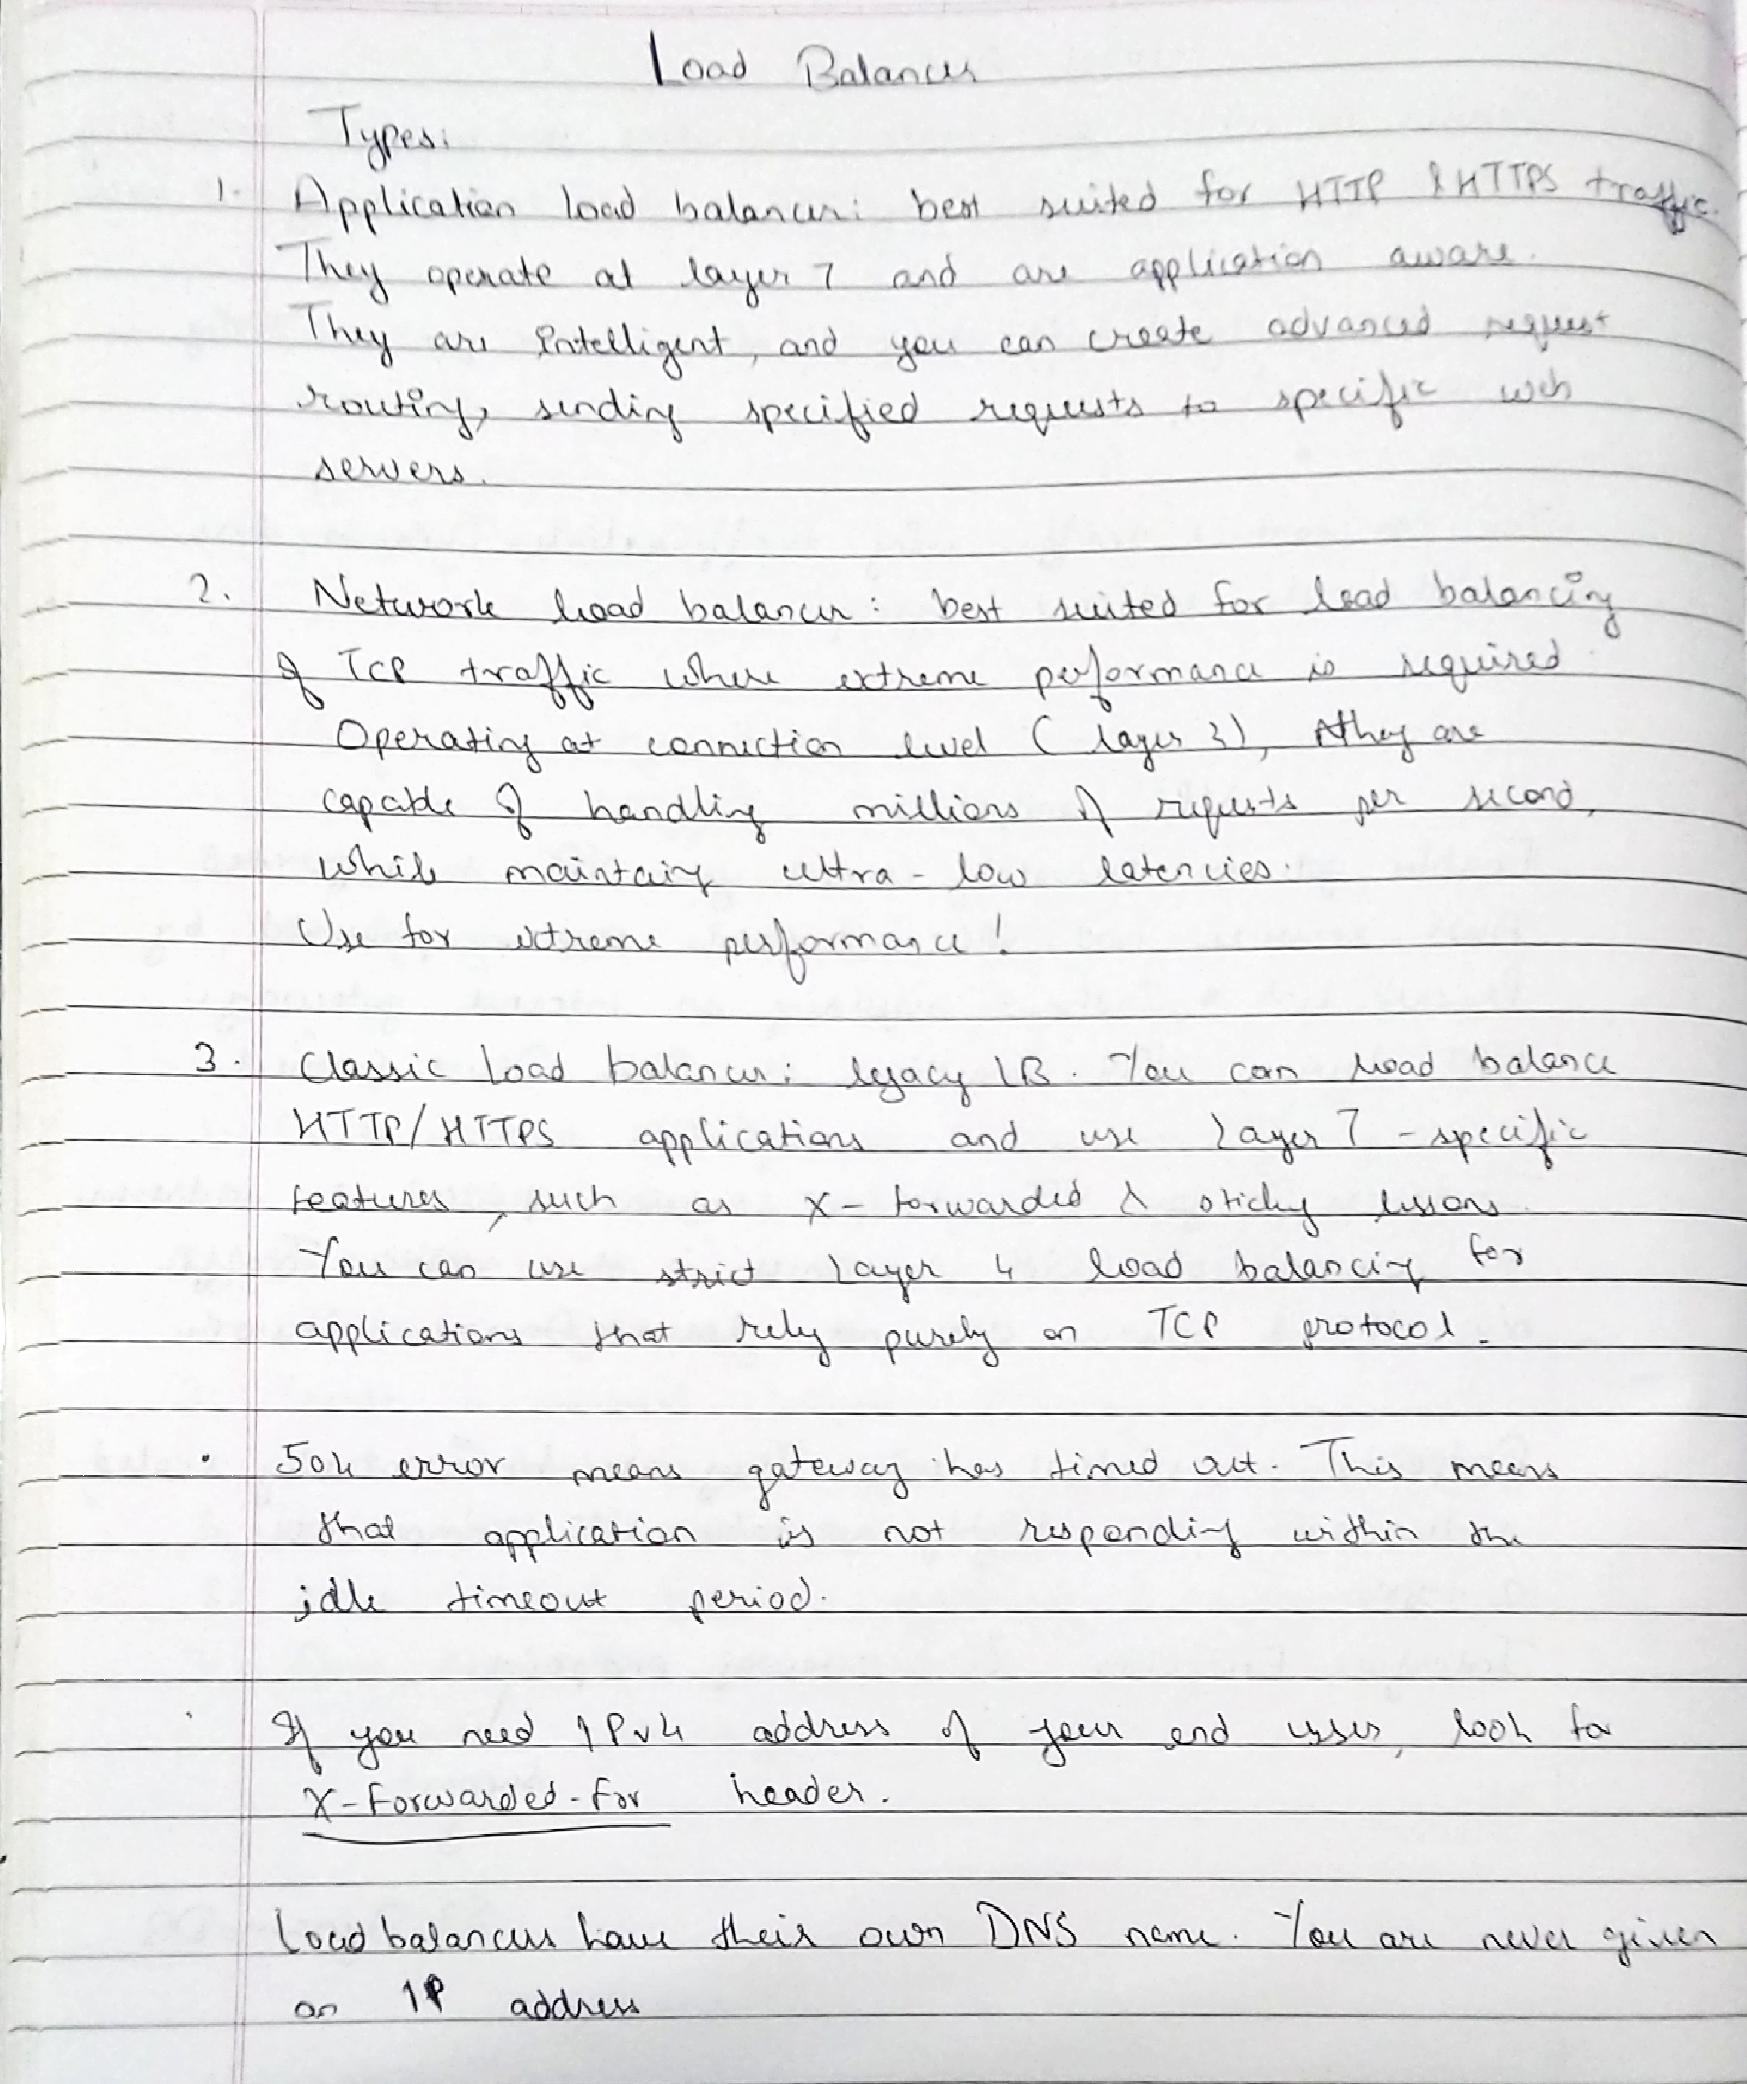 Load Balancers
Types:
1. Application load balancer: best suited for HTTP & HTTPS traffic.
They operate at layer 7 and are application aware.
They are intelligent, and you can create advanced request
routing, sending specified requests to specific web
servers.
2. Network load balancer: best suited for load balancing
of TCP traffic where extreme performance is required.
Operating at connection level (layer 3), they are
capable of handling millions of requests per second,
while maintaing ultra-low latencies.
Use for extreme performance!
3. Classic Load balancer: legacy LB. You can load balance
HTTP/HTTPS applications and use Layer 7 - specific
features, such as X-forwarded & sticky
You can use strict Layer 4 load balancing for
applications that rely purely on TCP protocol.
• 504 error means gateway has timed out. This means
that application is not responding within the
idle timeout period.
• If you need IPv4 address of your end user, look for
X-Forwarded-For header.
Load balancers have their own DNS name. You are never given
an IP address